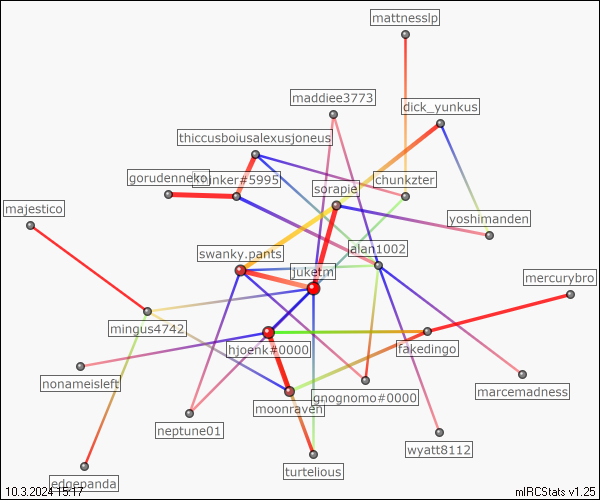 mattnesslp
maddiee3773
dick_yunkus
thiccusboiusalexusjoneus
gorudenneko
#5995
chunkzter
sorapie
majestico
yoshimanden
alan1002
swanky.pants
juketm
mercurybro
mingus4742
hjoenk#0000
fakedingo
nonameisleft
gnognomo#0000
marcemadness
moonraven
neptune01
wyatt8112
turtelious
edgepanda
10.3.2024 15:17
mIRCStats v1.25